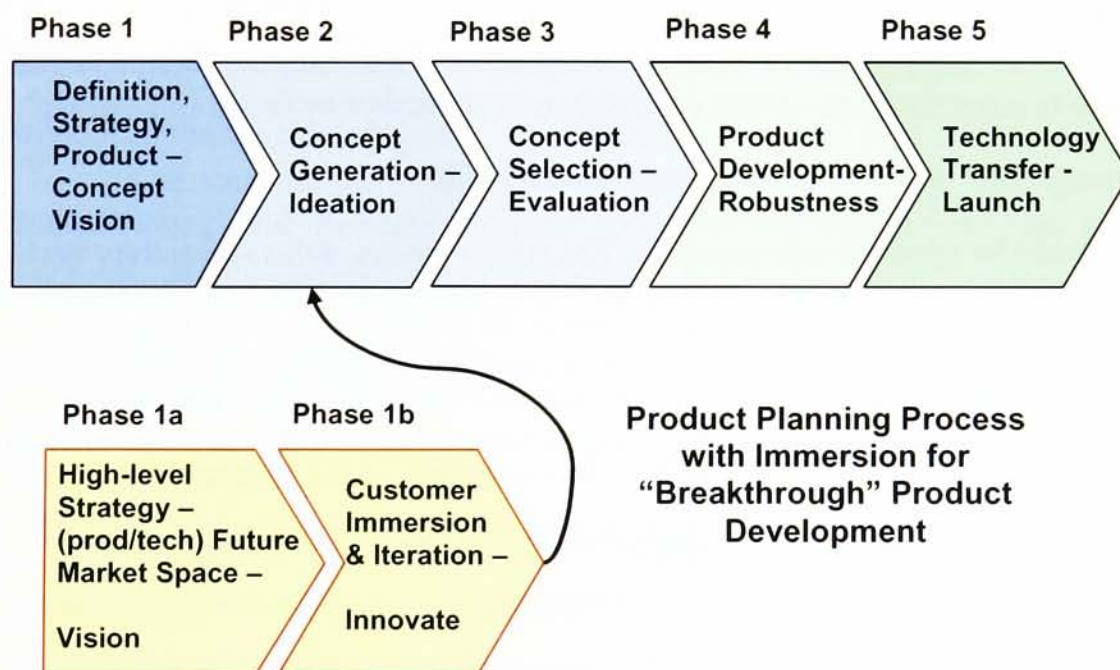 Phase 1
Phase 2
Phase 3
Phase 4
Phase 5
Definition,
Strategy,
Product –
Concept
Vision
Concept
Generation –
Ideation
Concept
Selection –
Evaluation
Product
Development-
Robustness
Technology
Transfer -
Launch
Phase 1a
Phase 1b
High-level
Strategy –
(prod/tech) Future
Market Space –
Vision
Customer
Immersion
& Iteration –
Innovate
Product Planning Process
with Immersion for
“Breakthrough” Product
Development